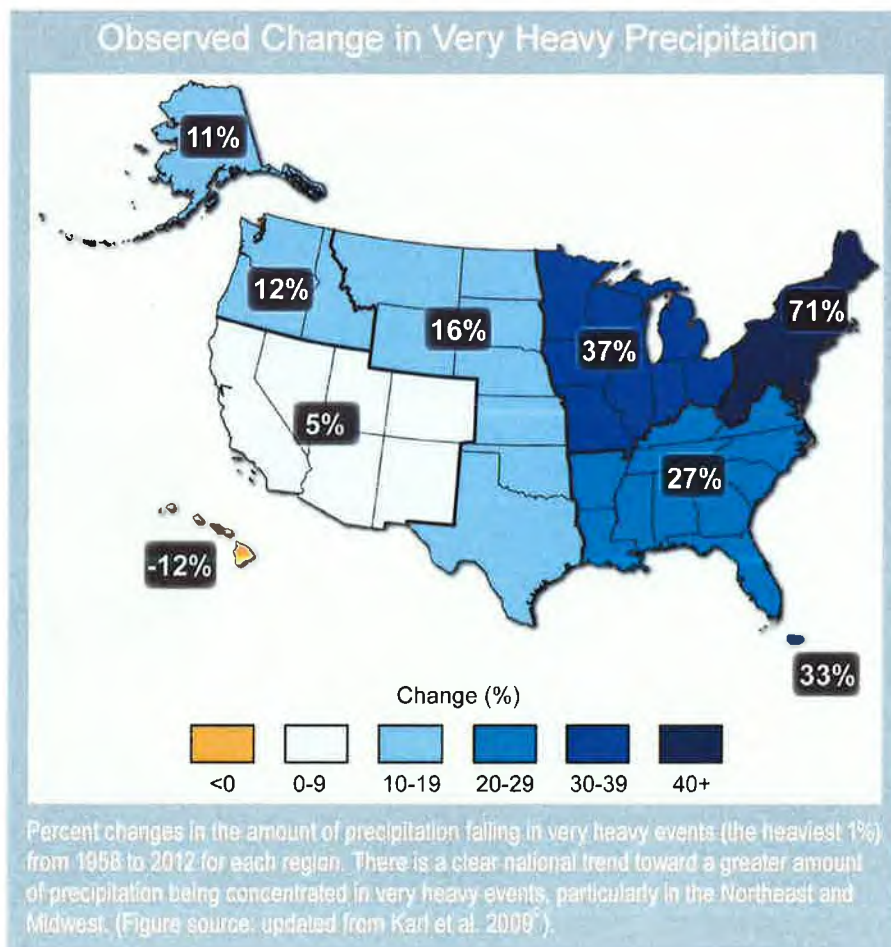 Observed Change in Very Heavy Precipitation
11%
12%
16%
37%
71%
5%
27%
-12%
33%
Change (%)
<0 0-9 10-19 20-29 30-39 40+
Percent changes in the amount of precipitation falling in very heavy events (the heaviest 1%)
from 1958 to 2012 for each region. There is a clear national trend toward a greater amount
of precipitation being concentrated in very heavy events, particularly in the Northeast and
Midwest. (Figure source: updated from Karl et al. 2009).